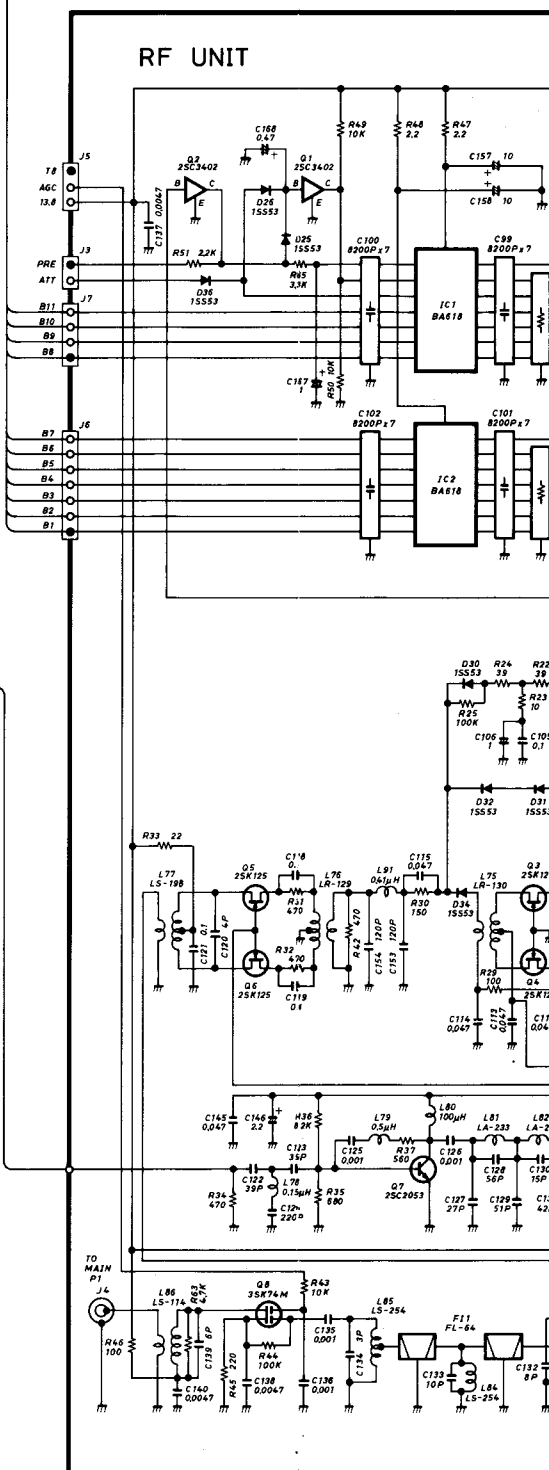 RF UNIT
J5
T8
AGC
13.8
C137 0.0047
J3
PRE
ATT
J7
B11
B10
B9
B8
J6
B7
B6
B5
B4
B3
B2
B1
Q2
2SC3402
B C
E
C168
0.47
Q1
2SC3402
B C
E
D26
1SS53
D25
1SS53
R51 2.2K
D36
1SS53
3.3K
C167
1
R50 10K
R49
10K
R48
2.2
R47
2.2
C157 10
C158 10
C100
8200P x 7
IC1
BA618
C99
8200P x 7
C102
8200P x 7
IC2
BA618
C101
8200P x 7
D30
1SS53
R24
39
R22
39
R25
100K
R23
10
C106
1
0.1
D32
1SS53
D31
R33 22
L77
LS-198
C121 0.1
C120 4P
Q5
2SK125
Q6
2SK125
C118
R31
470
R32
470
C119
0.1
L76
LR-129
R42 470
L91
0.41μH
C154 120P
C153 120P
C115
0.047
R30
150
D34
1SS53
L75
LR-130
Q3
Q4
R29
100
C114
0.047
C113
0.047
C145
0.047
C146
2.2
R36
8.2K
C122
39P
C123
35P
L78
0.15μH
220P
R34
470
R35
680
C125
0.001
L79
0.5μH
R37
560
L80
100μH
C126
0.001
Q7
2SC2053
L81
LA-233
L82
C128
56P
C130
15P
C127
27P
C129
51P
TO
MAIN
P1
J4
R46
100
L86
LS-114
R63 4.7K
C139 6P
C140
0.0047
Q8
3SK74M
R45 220
R44
100K
C138
0.0047
R43
10K
C135
0.001
C136
0.001
L85
LS-254
C134 3P
FI1
FL-64
C133
10P
L84
LS-254
C132
8P